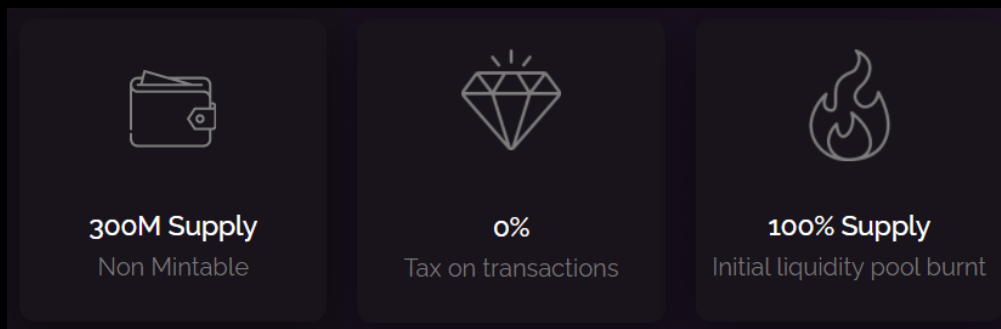 300M Supply
Non Mintable
0%
Tax on transactions
100% Supply
Initial liquidity pool burnt